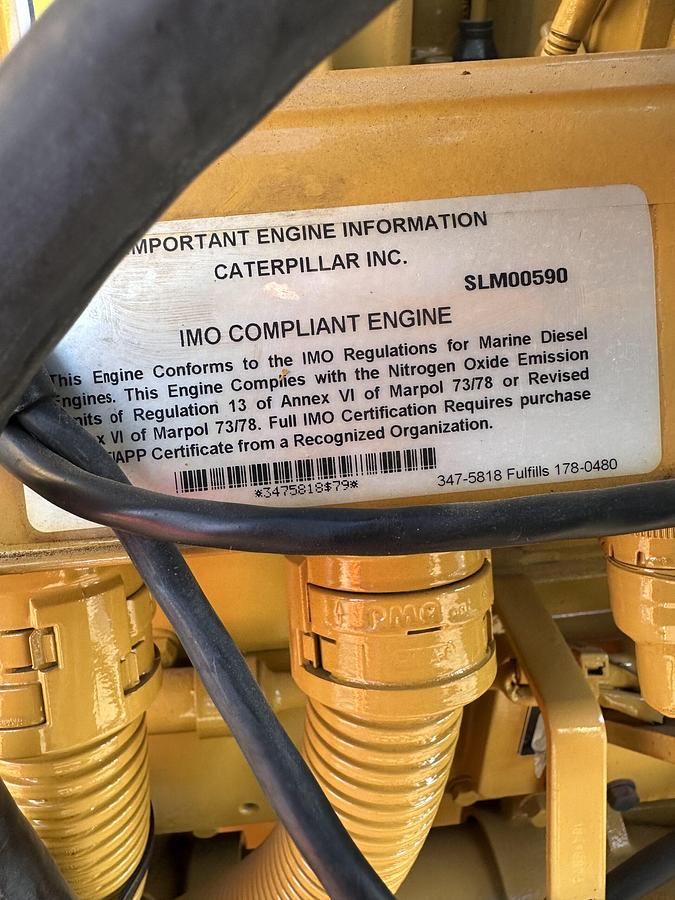 MPORTANT ENGINE INFORMATION
CATERPILLAR INC.
SLM00590
IMO COMPLIANT ENGINE
This Engine Conforms to the IMO Regulations for Marine Diesel
Engines. This Engine Complies with the Nitrogen Oxide Emission
of Regulation 13 of Annex VI of Marpol 73/78 or Revised
VI of Marpol 73/78. Full IMO Certification Requires purchase
Certificate from a Recognized Organization.
*3475818$79*
347-5818 Fulfills 178-0480
PMA